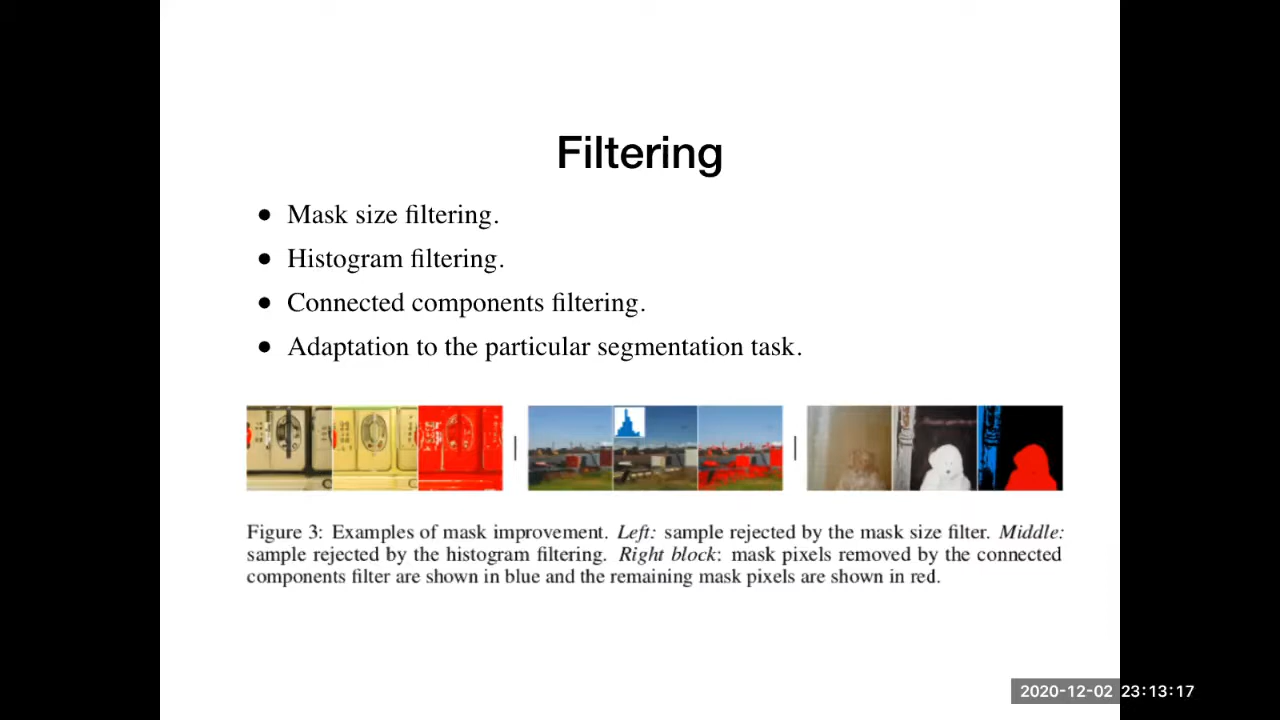 Filtering
● Mask size filtering.
● Histogram filtering.
● Connected components filtering.
● Adaptation to the particular segmentation task.
Figure 3: Examples of mask improvement. Left: sample rejected by the mask size filter. Middle:
sample rejected by the histogram filtering. Right block: mask pixels removed by the connected
components filter are shown in blue and the remaining mask pixels are shown in red.
2020-12-02 23:13:17